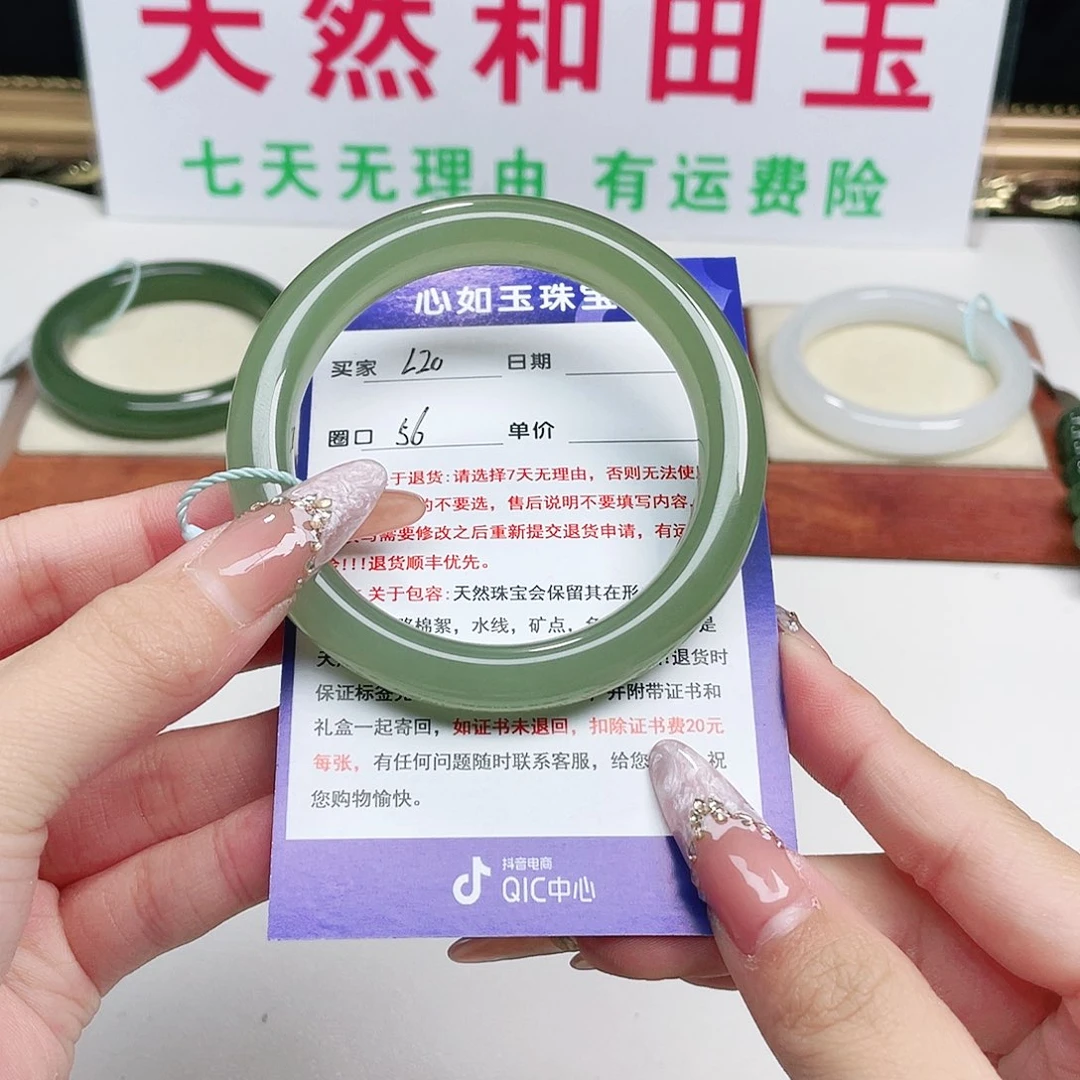 天然和田玉
七天无理由 有运费险
心如玉珠宝
买家 L20 日期
圈口 56 单价
于退货:请选择7天无理由，否则无法使
的不要选，售后说明不要填写内容，
需要修改之后重新提交退货申请，有运
!!!退货顺丰优先。
关于包容:天然珠宝会保留其在形
棉絮，水线，矿点，是
退货时
保证标签 并附带证书和
礼盒一起寄回，如证书未退回，扣除证书费20元
每张，有任何问题随时联系客服，给您 祝
您购物愉快。
抖音电商
QIC中心